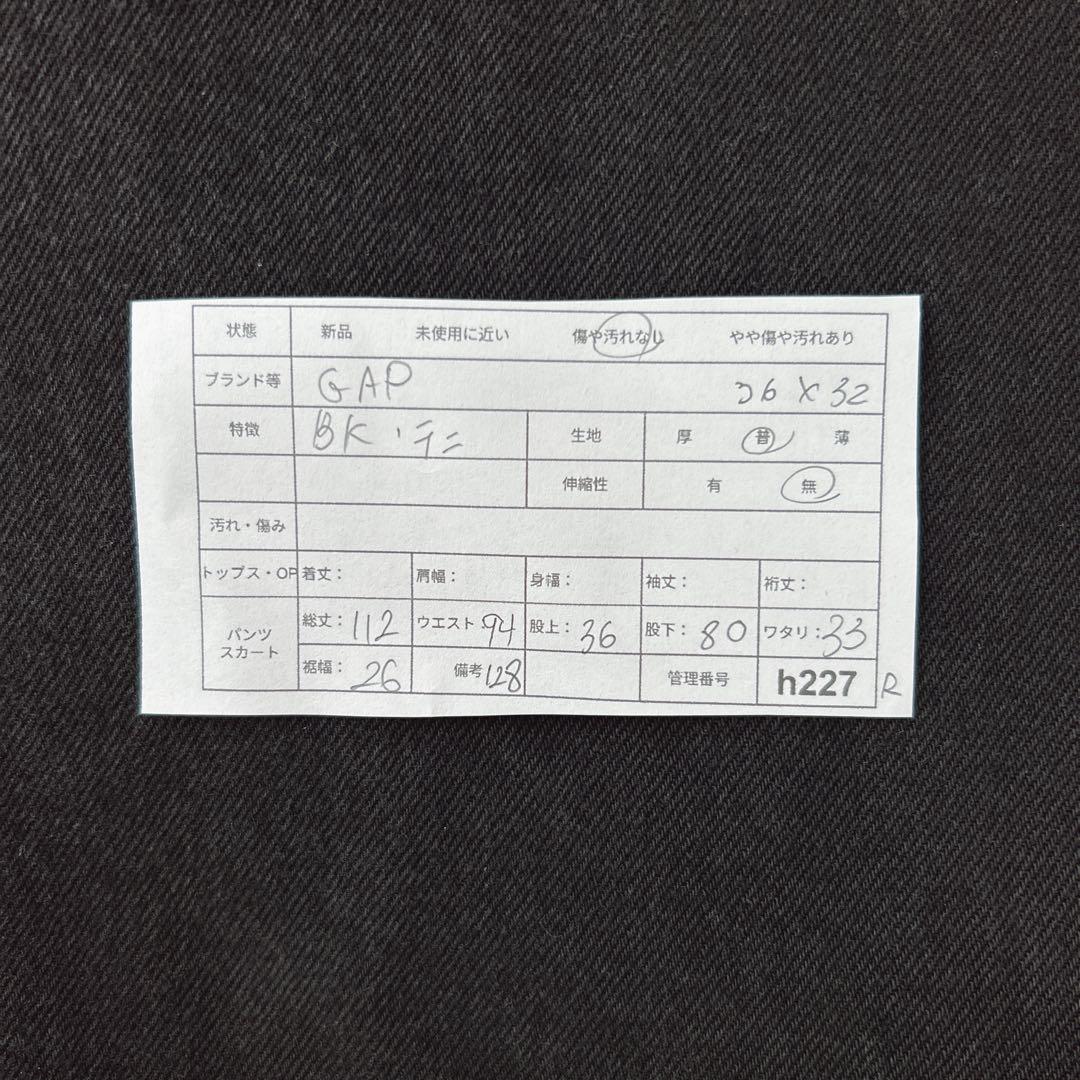 状態 新品 未使用に近い 傷や汚れなし やや傷や汚れあり
ブランド等 GAP 36×32
特徴 BK・デニ 生地 厚 普 薄
伸縮性 有 無
汚れ・傷み
トップス・OP 着丈: 肩幅: 身幅: 袖丈: 裄丈:
パンツ スカート 総丈:112 ウエスト 94 股上:36 股下:80 ワタリ:33
裾幅:26 備考 128 管理番号 h227 R